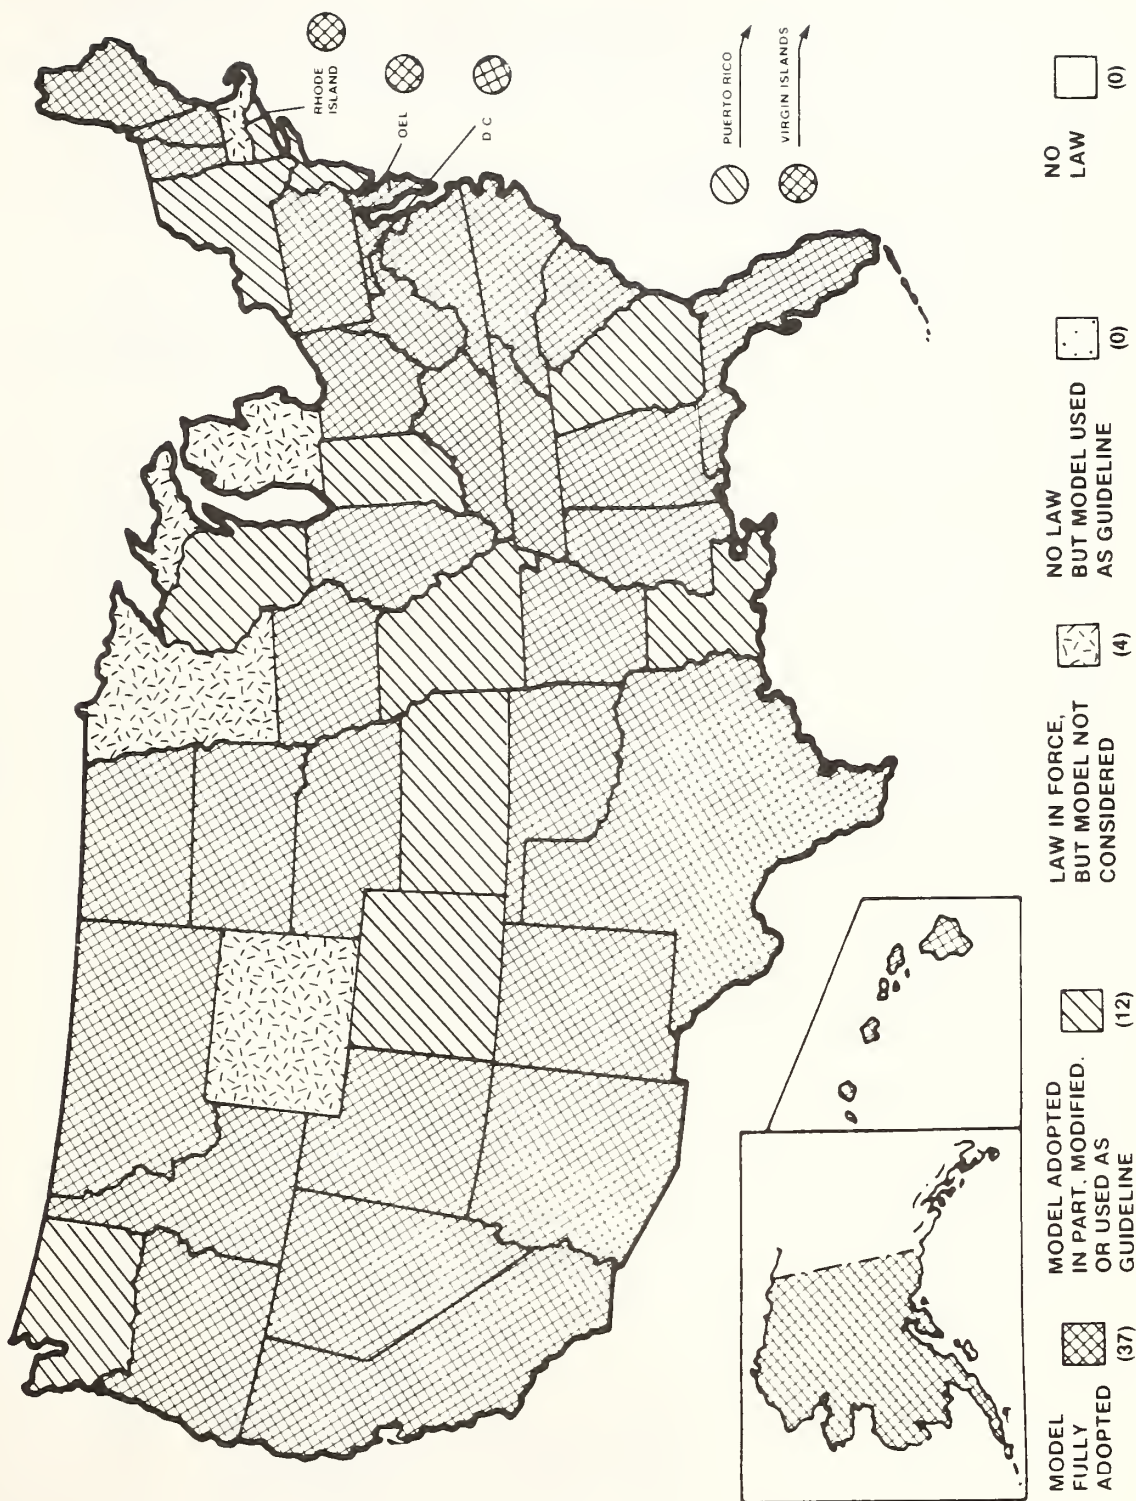 RHODE
ISLAND
OEL
D C
PUERTO RICO
VIRGIN ISLANDS
MODEL
FULLY
ADOPTED
(37)
MODEL ADOPTED
IN PART. MODIFIED.
OR USED AS
GUIDELINE
(12)
LAW IN FORCE,
BUT MODEL NOT
CONSIDERED
(4)
NO LAW
BUT MODEL USED
AS GUIDELINE
(0)
NO
LAW
(0)